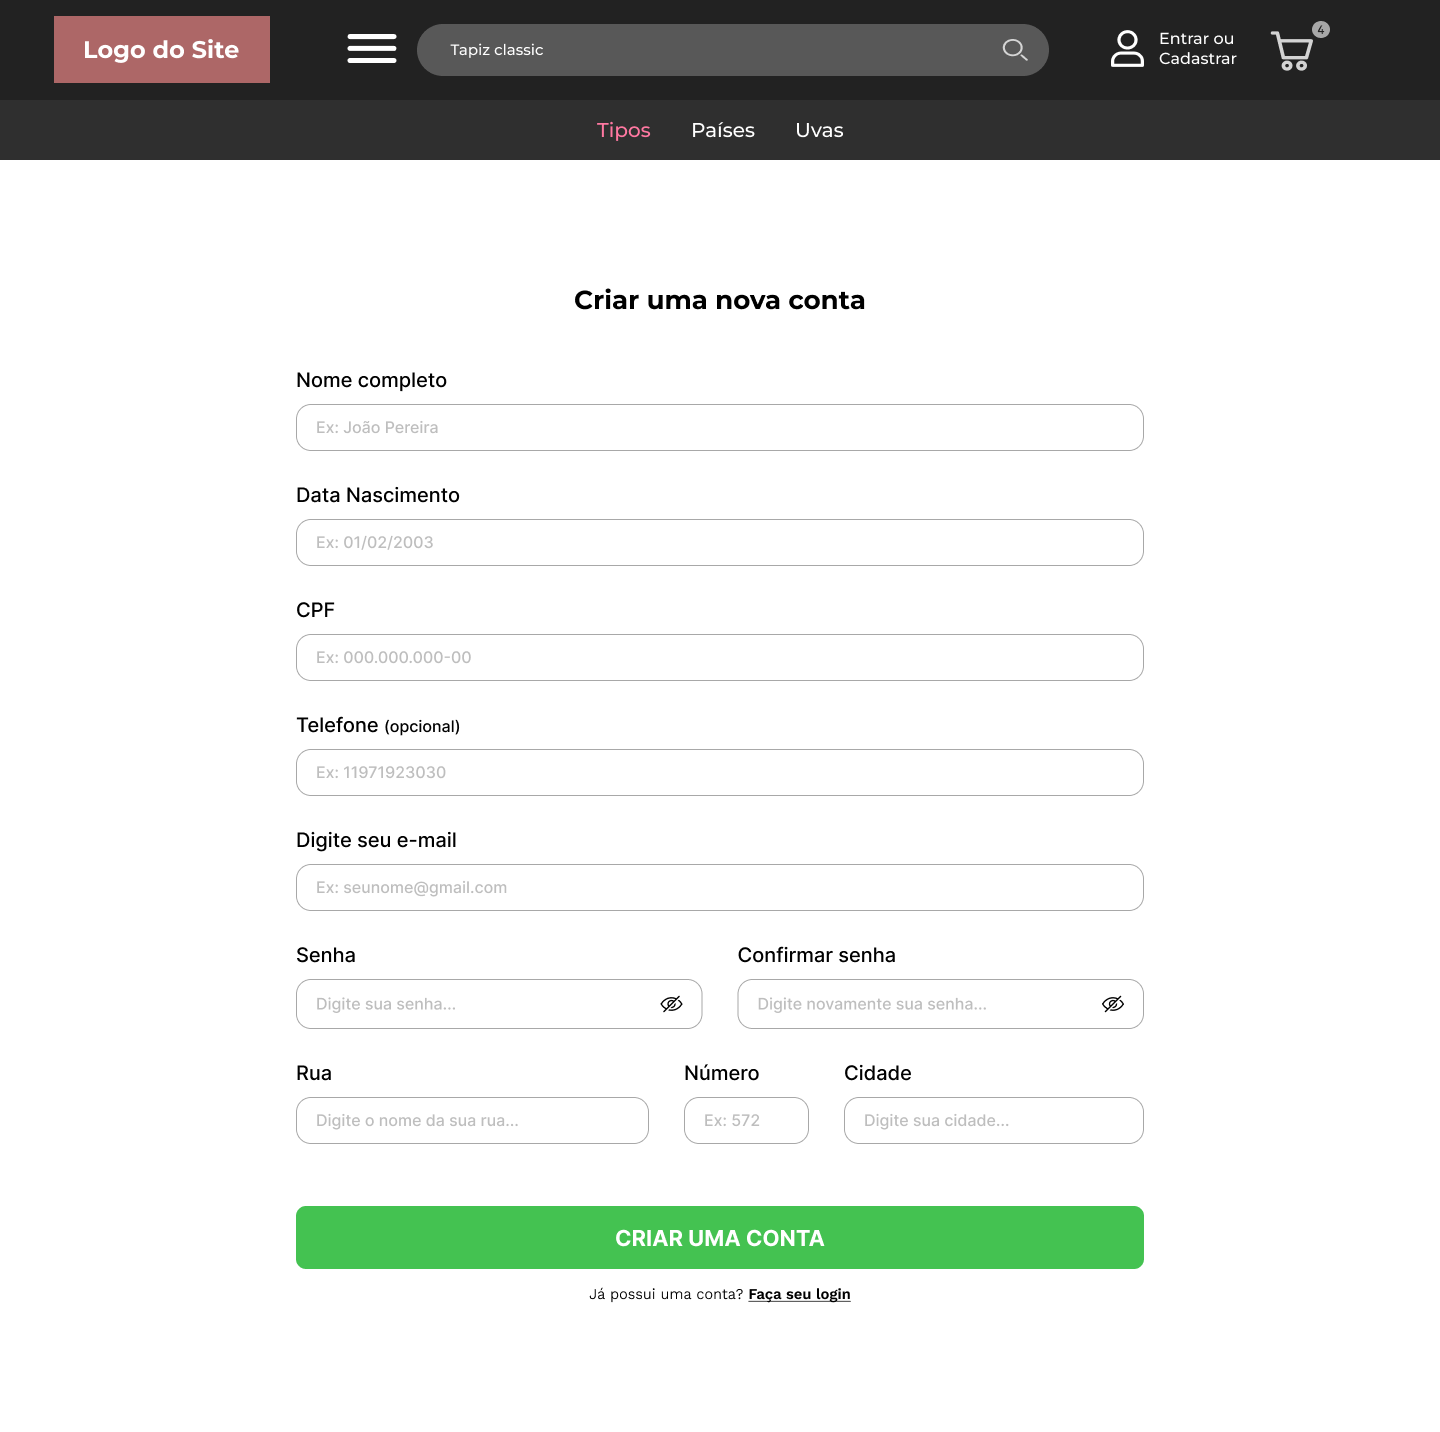 Logo do Site
Tapiz classic
Entrar ou
Cadastrar
4
Tipos Países Uvas
Criar uma nova conta
Nome completo
Ex: João Pereira
Data Nascimento
Ex: 01/02/2003
CPF
Ex: 000.000.000-00
Telefone (opcional)
Ex: 11971923030
Digite seu e-mail
Ex: seunome@gmail.com
Senha Confirmar senha
Digite sua senha... Digite novamente sua senha...
Rua Número Cidade
Digite o nome da sua rua... Ex: 572 Digite sua cidade...
CRIAR UMA CONTA
Já possui uma conta? Faça seu login